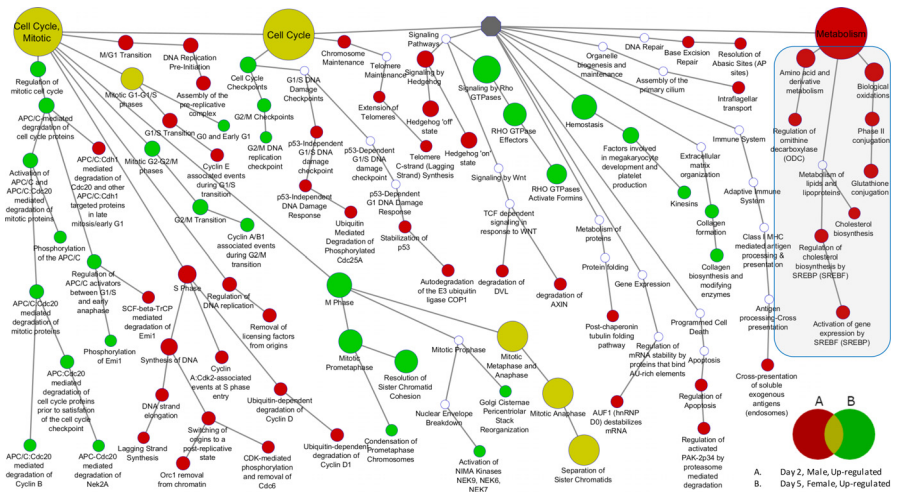 Cell Cycle,
Mitotic
Cell Cycle
Metabolism
M/G1 Transition
DNA Replication
Pre-Initiation
Chromosome
Maintenance
Signaling
Pathways
DNA Repair
Base Excision
Repair
Resolution of
Abasic Sites (AP
sites)
Organelle
biogenesis and
maintenance
Assembly of the
primary cilium
Intraflagellar
transport
Regulation of
mitotic cell cycle
Mitotic G1-G1/S
phases
Assembly of the
pre-replicative
complex
Cell Cycle
Checkpoints
G1/S DNA
Damage
Checkpoints
Telomere
Maintenance
Signaling by
Hedgehog
Signaling by Rho
GTPases
Amino and
derivative
metabolism
Biological
oxidations
APC/C-mediated
degradation of
cell cycle proteins
G1/S Transition
G0 and Early G1
G2/M Checkpoints
Extension of
Telomeres
Hedgehog 'off'
state
RHO GTPase
Effectors
Hemostasis
Immune System
Regulation of
ornithine
decarboxylase
(ODC)
Phase II
conjugation
Activation of
APC/C and
APC/C:Cdc20
mediated
degradation of
mitotic proteins
APC/C:Cdh1
mediated
degradation of
Cdc20 and other
APC/C:Cdh1
targeted proteins
in late
mitosis/early G1
Mitotic G2-G2/M
phases
Cyclin E
associated events
during G1/S
transition
G2/M DNA
replication checkpoint
p53-Independent
G1/S DNA
damage
checkpoint
p53-Dependent
G1/S DNA
damage
checkpoint
Telomere
C-strand (Lagging
Strand) Synthesis
Hedgehog 'on'
state
Factors involved
in megakaryocyte
development and
platelet
production
Extracellular
matrix
organization
Metabolism of
lipids and
lipoproteins
Glutathione
conjugation
p53-Independent
DNA Damage
Response
p53-Dependent
G1 DNA Damage
Response
Signaling by Wnt
RHO GTPases
Activate Formins
Kinesins
Adaptive Immune
System
Phosphorylation
of the APC/C
G2/M Transition
Cyclin A/B1
associated events
during G2/M
transition
Ubiquitin
Mediated
Degradation of
Phosphorylated
Cdc25A
Stabilization of
p53
TCF dependent
signaling in
response to WNT
Metabolism of
proteins
Collagen
formation
Class I MHC
mediated antigen
processing &
presentation
Cholesterol
biosynthesis
Regulation of
cholesterol
biosynthesis by
SREBP (SREBF)
Regulation of
APC/C activators
between G1/S
and early
anaphase
S Phase
Regulation of
DNA replication
M Phase
Autodegradation of
the E3 ubiquitin
ligase COP1
degradation of
DVL
degradation of
AXIN
Protein folding
Gene Expression
Collagen
biosynthesis and
modifying
enzymes
APC/C:Cdc20
mediated
degradation of
mitotic proteins
SCF-beta-TrCP
mediated
degradation of
Emi1
Removal of
licensing factors
from origins
Post-chaperonin
tubulin folding
pathway
Programmed Cell
Death
Antigen
processing-Cross
presentation
Activation of gene
expression by
SREBF (SREBP)
Phosphorylation
of Emi1
Synthesis of DNA
Cyclin
A:Cdk2-associated
events at S phase
entry
Mitotic
Prometaphase
Resolution of
Sister Chromatid
Cohesion
Mitotic Prophase
Mitotic
Metaphase and
Anaphase
Regulation of
mRNA stability by
proteins that bind
AU-rich elements
Apoptosis
Cross-presentation
of soluble
exogenous
antigens
(endosomes)
APC:Cdc20
mediated
degradation of
cell cycle proteins
prior to satisfation
of the cell cycle
checkpoint
DNA strand
elongation
Ubiquitin-dependent
degradation of
Cyclin D
Golgi Cisternae
Pericentriolar
Stack
Reorganization
Mitotic Anaphase
AUF1 (hnRNP
D0) destabilizes
mRNA
Regulation of
Apoptosis
Nuclear Envelope
Breakdown
Switching of
origins to a
post-replicative
state
Lagging Strand
Synthesis
Ubiquitin-dependent
degradation of
Cyclin D1
Condensation of
Prometaphase
Chromosomes
Regulation of
activated
PAK-2p34 by
proteasome
mediated
degradation
APC/C:Cdc20
mediated
degradation of
Cyclin B
APC-Cdc20
mediated
degradation of
Nek2A
Orc1 removal
from chromatin
CDK-mediated
phosphorylation
and removal of
Cdc6
Activation of
NIMA Kinases
NEK9, NEK6,
NEK7
Separation of
Sister Chromatids
A B
A. Day 2, Male, Up-regulated
B. Day 5, Female, Up-regulated